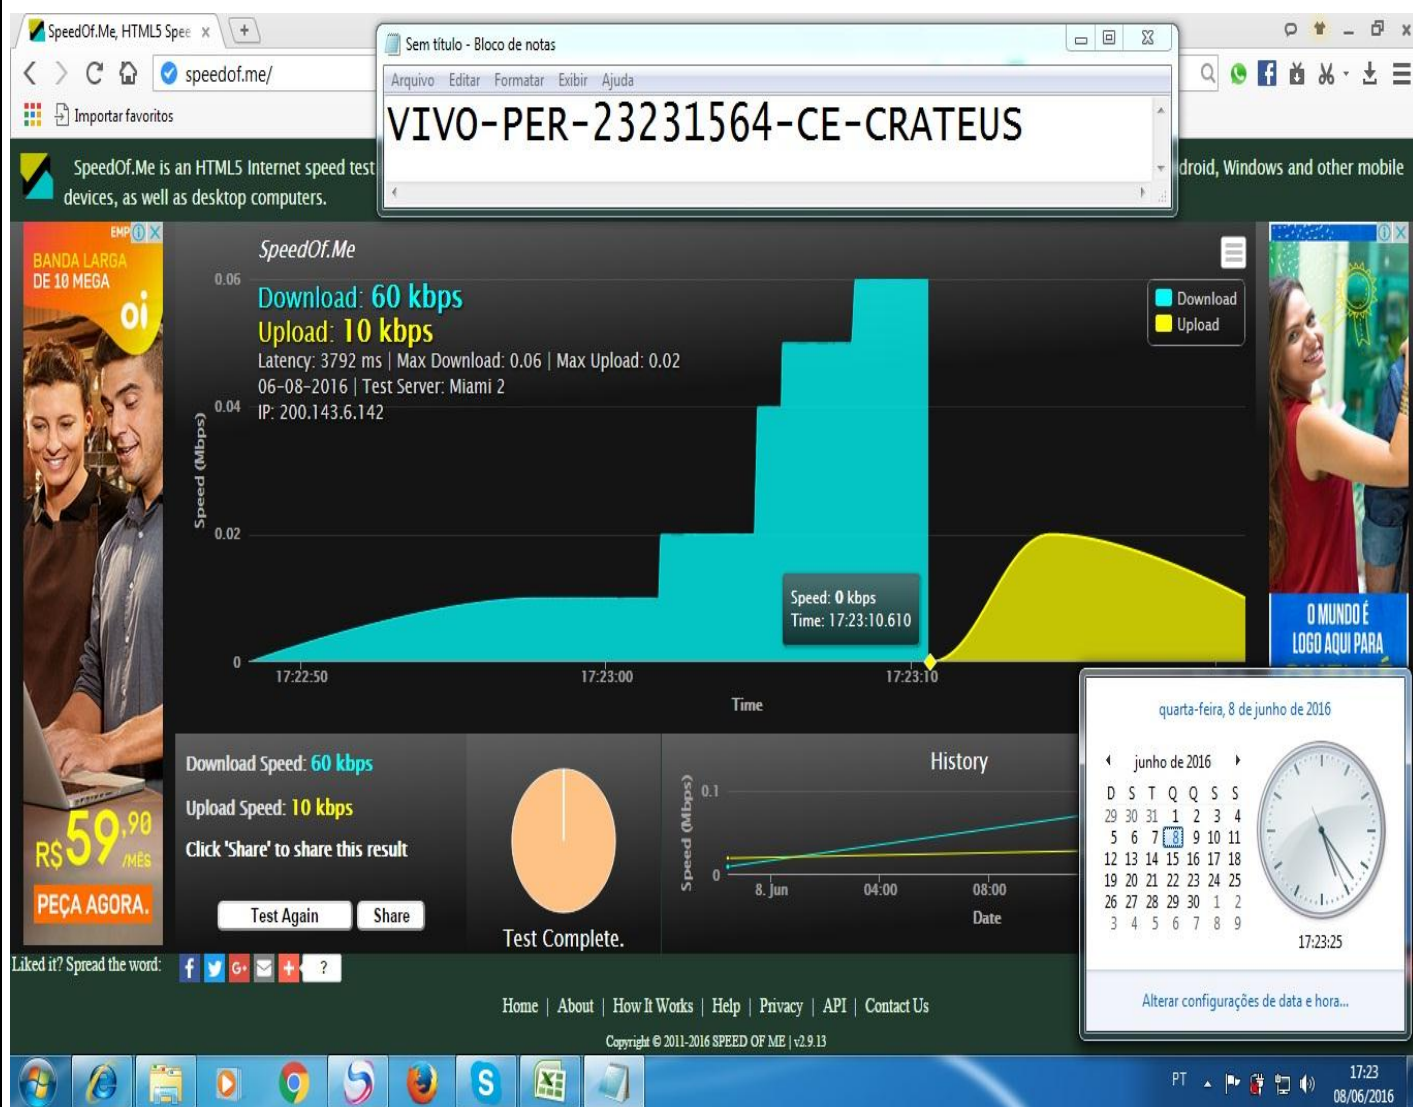 SpeedOf.Me, HTML5 Spee
speedof.me/
Importar favoritos
Sem título - Bloco de notas
Arquivo Editar Formatar Exibir Ajuda
VIVO-PER-23231564-CE-CRATEUS
SpeedOf.Me is an HTML5 Internet speed test
droid, Windows and other mobile
devices, as well as desktop computers.
EMP
BANDA LARGA
DE 10 MEGA
oi
R$59,90
/MÊS
PEÇA AGORA.
SpeedOf.Me
Download: 60 kbps
Upload: 10 kbps
Latency: 3792 ms | Max Download: 0.06 | Max Upload: 0.02
06-08-2016 | Test Server: Miami 2
IP: 200.143.6.142
Download
Upload
Speed (Mbps)
0.06
0.04
0.02
0
Speed: 0 kbps
Time: 17:23:10.610
17:22:50 17:23:00 17:23:10
Time
O MUNDO É
LOGO AQUI PARA
Download Speed: 60 kbps
Upload Speed: 10 kbps
Click 'Share' to share this result
Test Again Share
Test Complete.
History
Speed (Mbps)
0.1
0
8. Jun 04:00 08:00
Date
quarta-feira, 8 de junho de 2016
junho de 2016
D S T Q Q S S
29 30 31 1 2 3 4
5 6 7 8 9 10 11
12 13 14 15 16 17 18
19 20 21 22 23 24 25
26 27 28 29 30 1 2
3 4 5 6 7 8 9
17:23:25
Alterar configurações de data e hora...
Liked it? Spread the word:
?
Home | About | How It Works | Help | Privacy | API | Contact Us
Copyright © 2011-2016 SPEED OF ME | v2.9.13
PT
17:23
08/06/2016